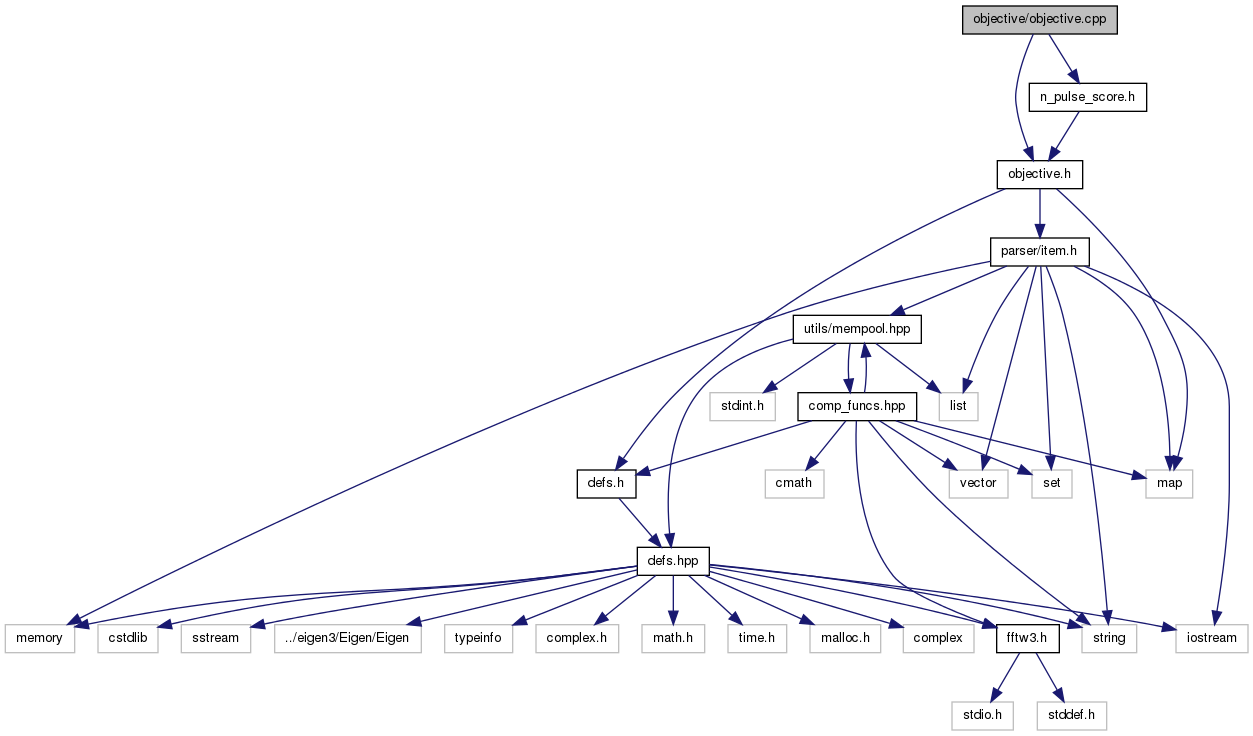 objective/objective.cpp
n_pulse_score.h
objective.h
parser/item.h
utils/mempool.hpp
stdint.h
comp_funcs.hpp
list
defs.h
cmath
vector
set
map
defs.hpp
memory
cstdlib
sstream
../eigen3/Eigen/Eigen
typeinfo
complex.h
math.h
time.h
malloc.h
complex
fftw3.h
string
iostream
stdio.h
stddef.h